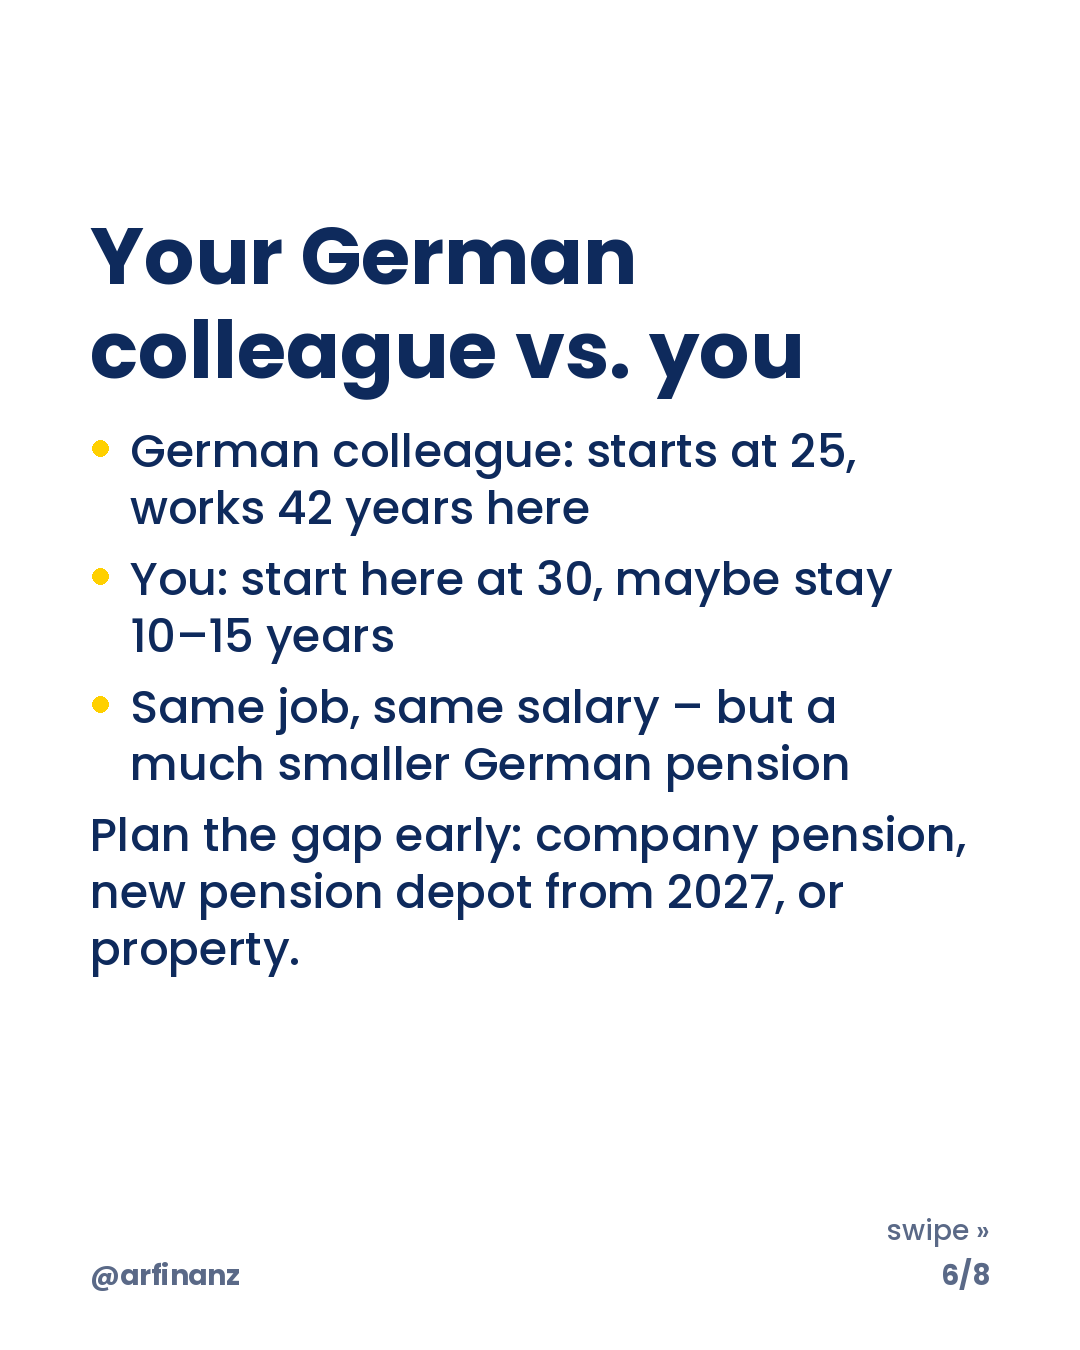 Your German
colleague vs. you
• German colleague: starts at 25,
works 42 years here
• You: start here at 30, maybe stay
10–15 years
• Same job, same salary – but a
much smaller German pension
Plan the gap early: company pension,
new pension depot from 2027, or
property.
swipe »
@arfinanz
6/8